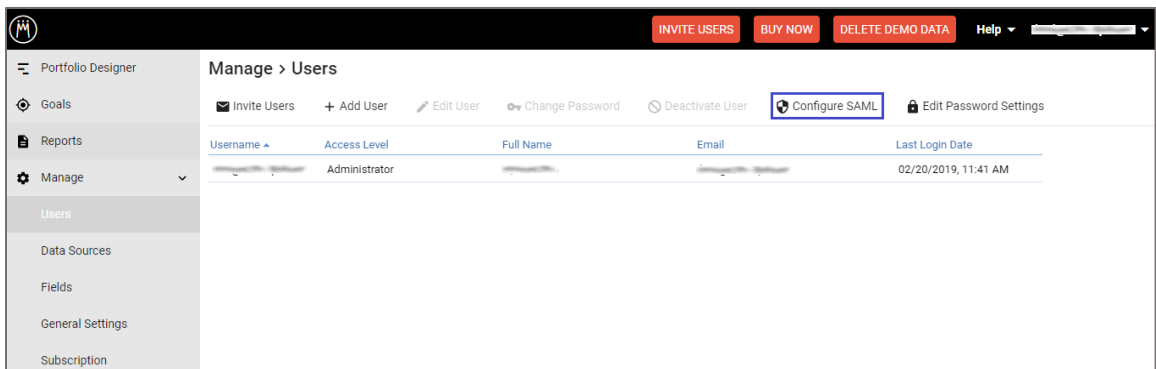 INVITE USERS BUY NOW DELETE DEMO DATA Help
Portfolio Designer
Manage > Users
Goals
Invite Users + Add User Edit User Change Password Deactivate User Configure SAML Edit Password Settings
Reports
Username Access Level Full Name Email Last Login Date
Manage
Administrator 02/20/2019, 11:41 AM
Users
Data Sources
Fields
General Settings
Subscription